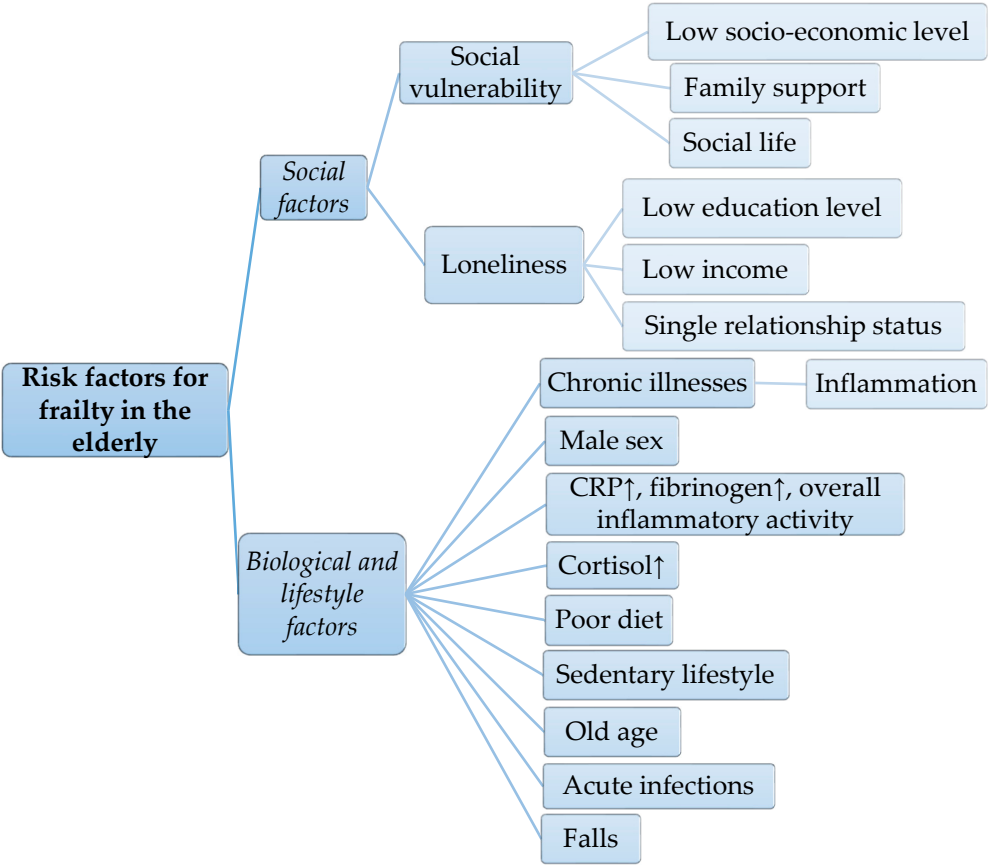 Risk factors for
frailty in the
elderly
Social
factors
Social
vulnerability
Low socio-economic level
Family support
Social life
Loneliness
Low education level
Low income
Single relationship status
Biological and
lifestyle
factors
Chronic illnesses
Inflammation
Male sex
CRP↑, fibrinogen↑, overall
inflammatory activity
Cortisol↑
Poor diet
Sedentary lifestyle
Old age
Acute infections
Falls